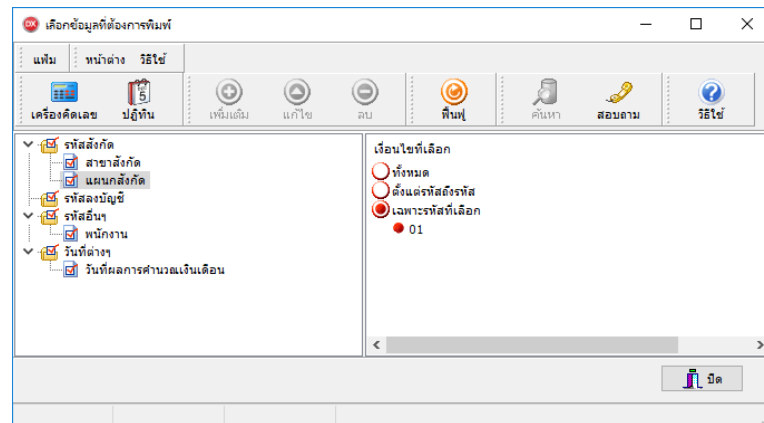 เลือกข้อมูลที่ต้องการพิมพ์
แฟ้ม หน้าต่าง วิธีใช้
5
เครื่องคิดเลข ปฏิทิน เพิ่มเติม แก้ไข ลบ ฟื้นฟู ค้นหา สอบถาม วิธีใช้
รหัสสังกัด
สาขาสังกัด
แผนกสังกัด
รหัสลงบัญชี
รหัสอื่นๆ
พนักงาน
วันที่ต่างๆ
วันที่ผลการคำนวณเงินเดือน
เงื่อนไขที่เลือก
ทั้งหมด
ตั้งแต่รหัสถึงรหัส
เฉพาะรหัสที่เลือก
01
ปิด